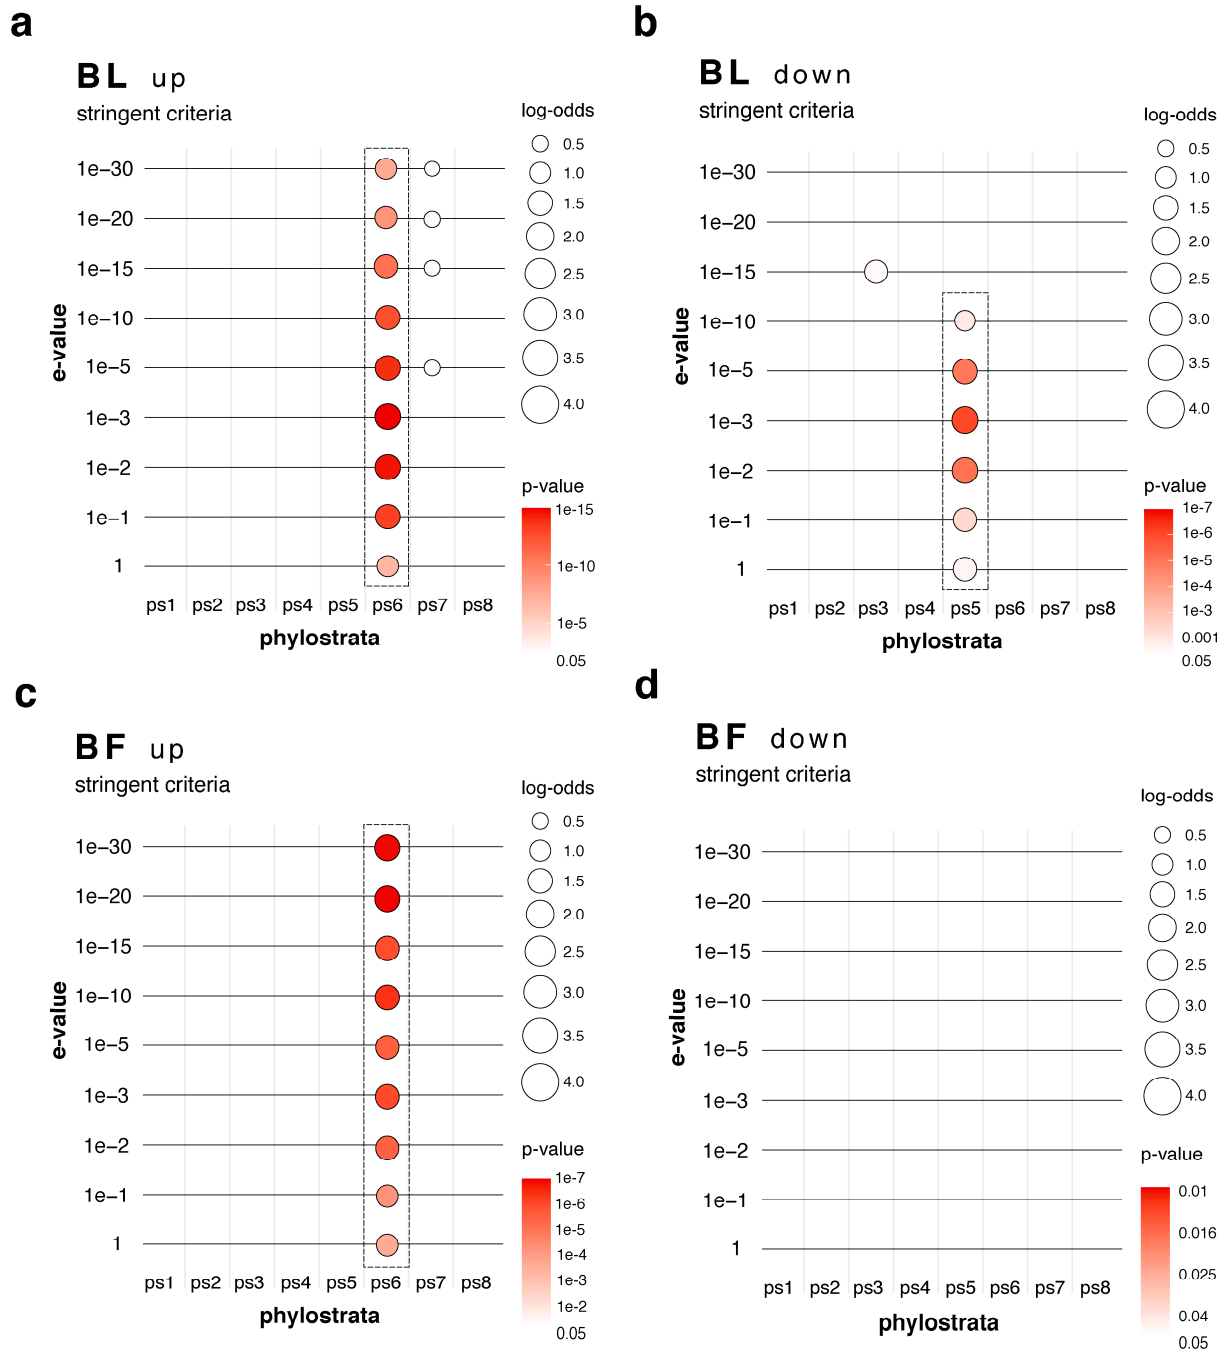 a
BL up
stringent criteria
log-odds
0.5
1.0
1.5
2.0
2.5
3.0
3.5
4.0
e-value
1e−30
1e−20
1e−15
1e−10
1e−5
1e−3
1e−2
1e−1
1
ps1 ps2 ps3 ps4 ps5 ps6 ps7 ps8
phylostrata
p-value
1e-15
1e-10
1e-5
0.05
b
BL down
stringent criteria
log-odds
0.5
1.0
1.5
2.0
2.5
3.0
3.5
4.0
e-value
1e−30
1e−20
1e−15
1e−10
1e−5
1e−3
1e−2
1e−1
1
ps1 ps2 ps3 ps4 ps5 ps6 ps7 ps8
phylostrata
p-value
1e-7
1e-6
1e-5
1e-4
1e-3
0.001
0.05
c
BF up
stringent criteria
log-odds
0.5
1.0
1.5
2.0
2.5
3.0
3.5
4.0
e-value
1e−30
1e−20
1e−15
1e−10
1e−5
1e−3
1e−2
1e−1
1
ps1 ps2 ps3 ps4 ps5 ps6 ps7 ps8
phylostrata
p-value
1e-7
1e-6
1e-5
1e-4
1e-3
1e-2
0.05
d
BF down
stringent criteria
log-odds
0.5
1.0
1.5
2.0
2.5
3.0
3.5
4.0
e-value
1e−30
1e−20
1e−15
1e−10
1e−5
1e−3
1e−2
1e−1
1
ps1 ps2 ps3 ps4 ps5 ps6 ps7 ps8
phylostrata
p-value
0.01
0.016
0.025
0.04
0.05